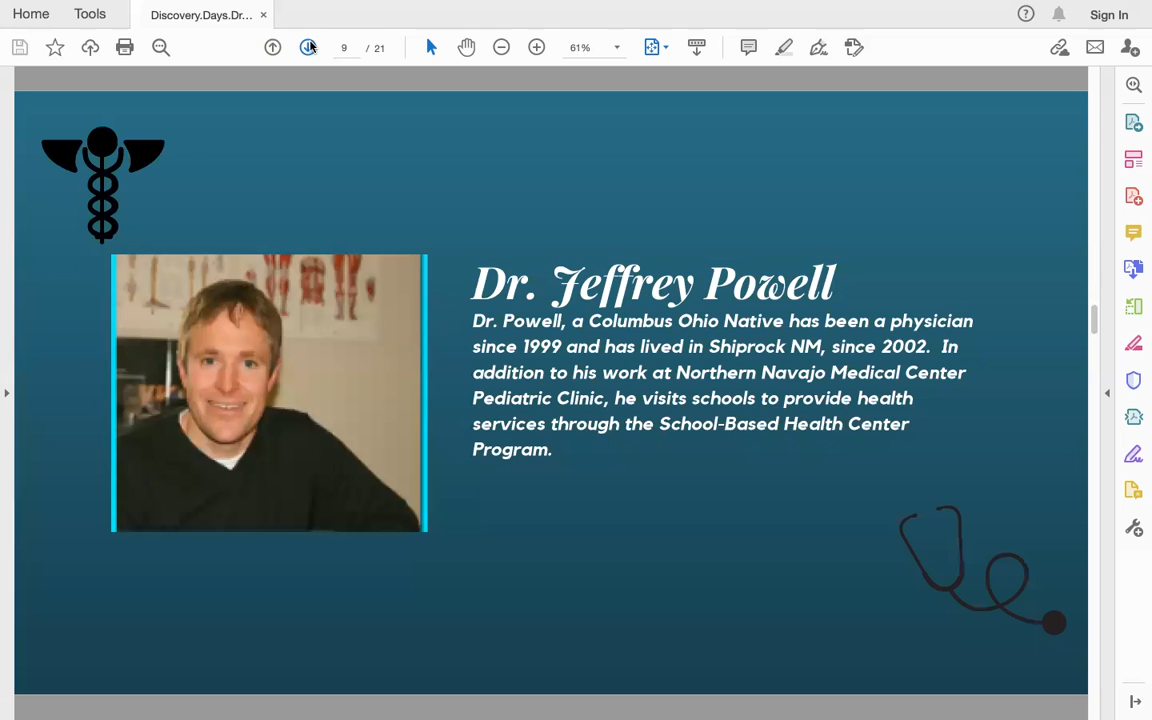 Home
Tools
Discovery.Days.Dr...
Sign In
9 / 21
61%
Dr. Jeffrey Powell
Dr. Powell, a Columbus Ohio Native has been a physician
since 1999 and has lived in Shiprock NM, since 2002. In
addition to his work at Northern Navajo Medical Center
Pediatric Clinic, he visits schools to provide health
services through the School-Based Health Center
Program.